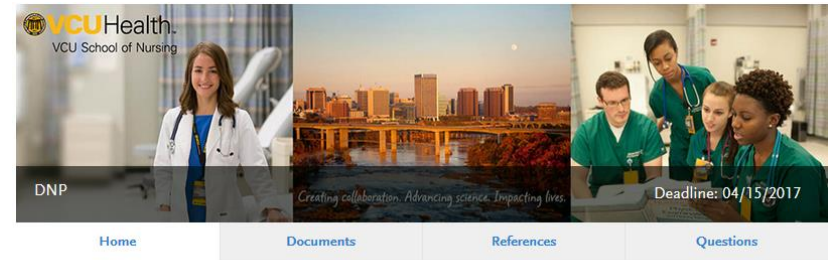 VCUHealth™
VCU School of Nursing
DNP
Creating collaboration. Advancing science. Impacting lives.
Deadline: 04/15/2017
Home Documents References Questions